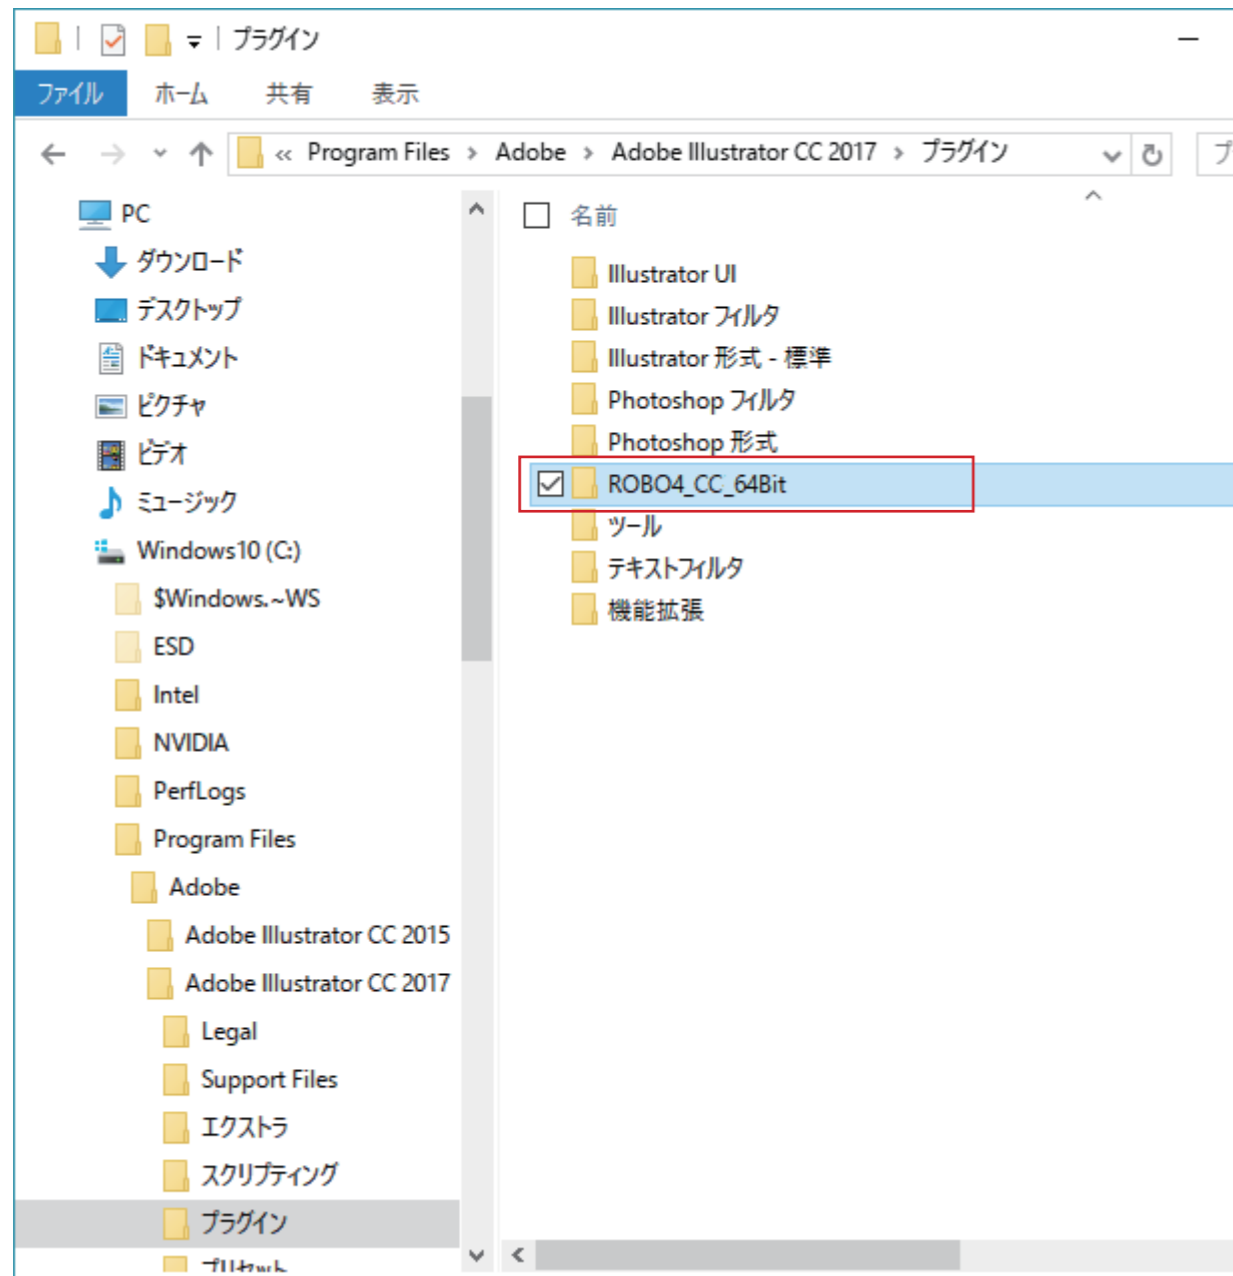 プラグイン
ファイル ホーム 共有 表示
« Program Files > Adobe > Adobe Illustrator CC 2017 > プラグイン
PC
ダウンロード
デスクトップ
ドキュメント
ピクチャ
ビデオ
ミュージック
Windows10 (C:)
$Windows.~WS
ESD
Intel
NVIDIA
PerfLogs
Program Files
Adobe
Adobe Illustrator CC 2015
Adobe Illustrator CC 2017
Legal
Support Files
エクストラ
スクリプティング
プラグイン
プリセット
名前
Illustrator UI
Illustrator フィルタ
Illustrator 形式 - 標準
Photoshop フィルタ
Photoshop 形式
ROBO4_CC_64Bit
ツール
テキストフィルタ
機能拡張